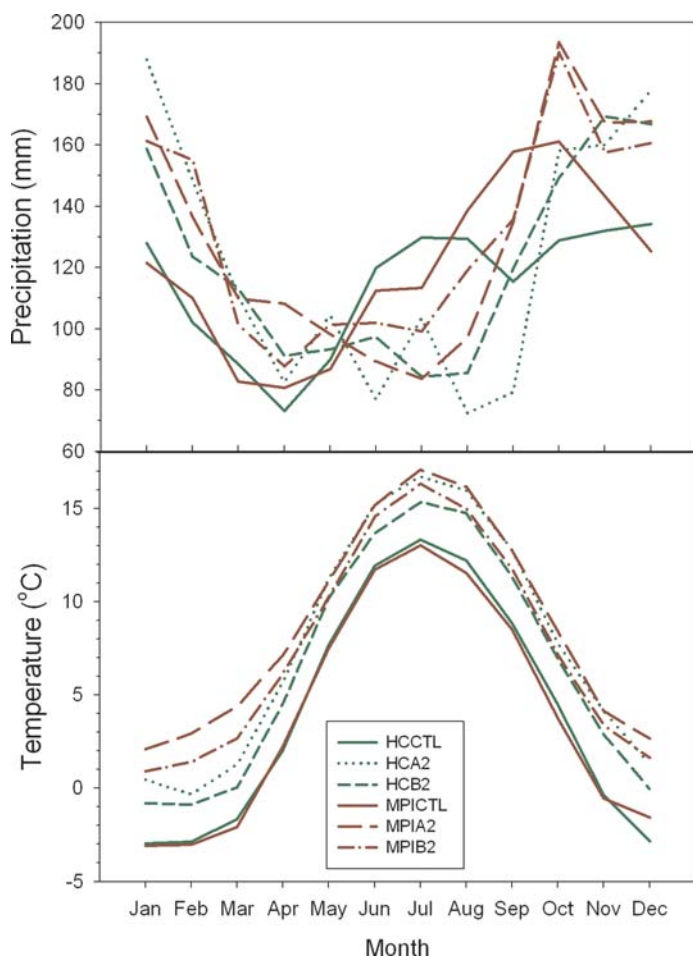 Precipitation (mm)
200
180
160
140
120
100
80
60
Temperature (°C)
15
10
5
0
-5
HCCTL
HCA2
HCB2
MPICTL
MPIA2
MPIB2
Jan Feb Mar Apr May Jun Jul Aug Sep Oct Nov Dec
Month